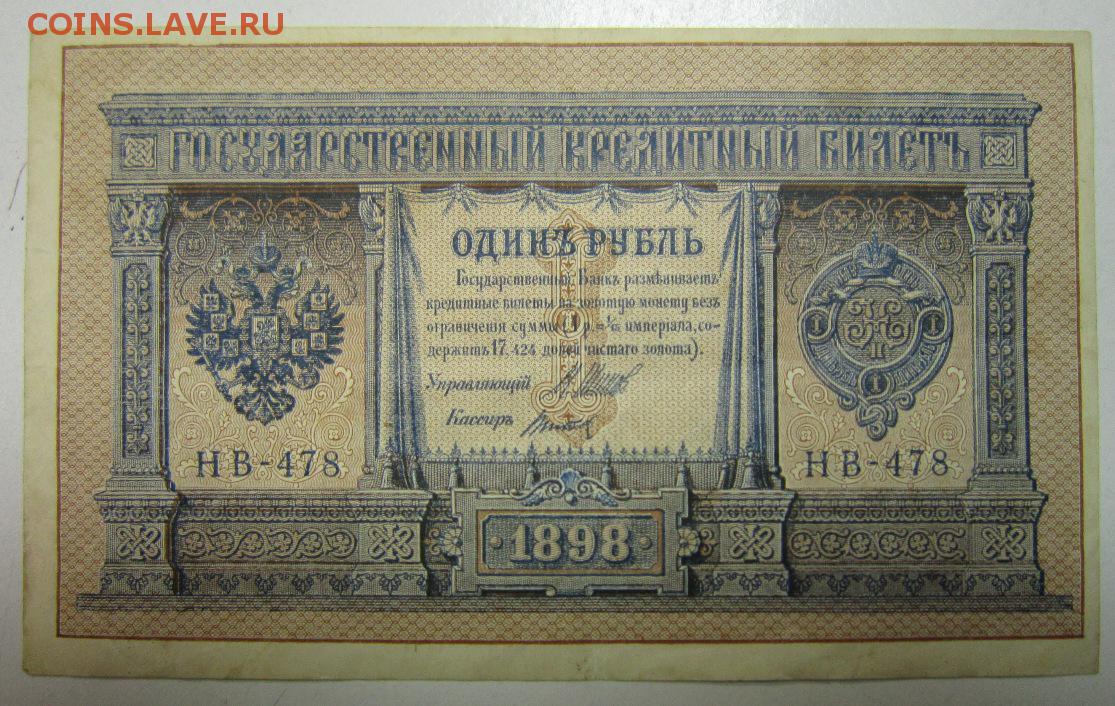 COINS.LAVE.RU
ГОСУДАРСТВЕННЫЙ КРЕДИТНЫЙ БИЛЕТЪ
ОДИНЪ РУБЛЬ
Государственный Банкъ размѣниваетъ
кредитные билеты на золотую монету безъ
ограниченія суммы (1 р. = 1/15 имперіала, со-
держитъ 17,424 долей чистаго золота).
Управляющій
Кассиръ
НВ-478
НВ-478
1898